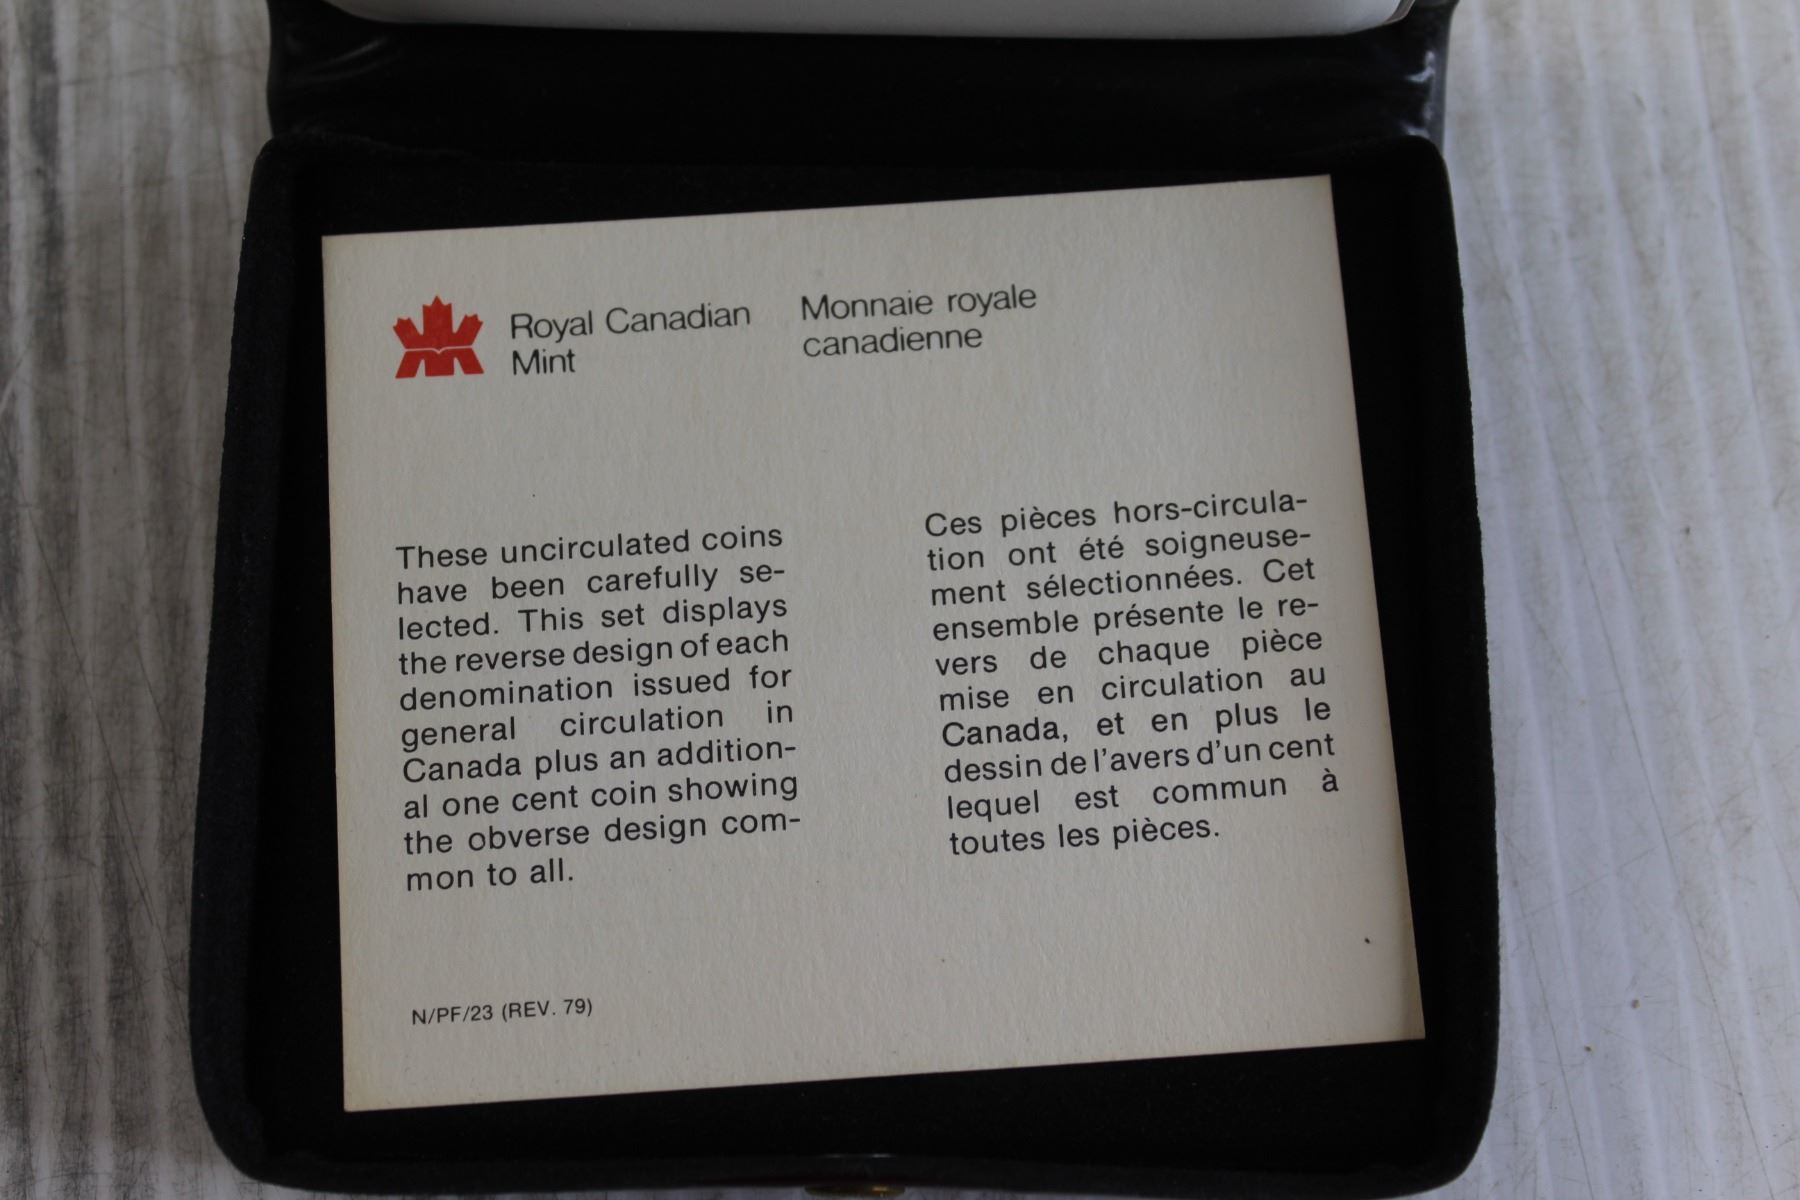 Royal Canadian
Mint
Monnaie royale
canadienne
These uncirculated coins
have been carefully se-
lected. This set displays
the reverse design of each
denomination issued for
general circulation in
Canada plus an addition-
al one cent coin showing
the obverse design com-
mon to all.
Ces pièces hors-circula-
tion ont été soigneuse-
ment sélectionnées. Cet
ensemble présente le re-
vers de chaque pièce
mise en circulation au
Canada, et en plus le
dessin de l'avers d'un cent
lequel est commun à
toutes les pièces.
N/PF/23 (REV. 79)